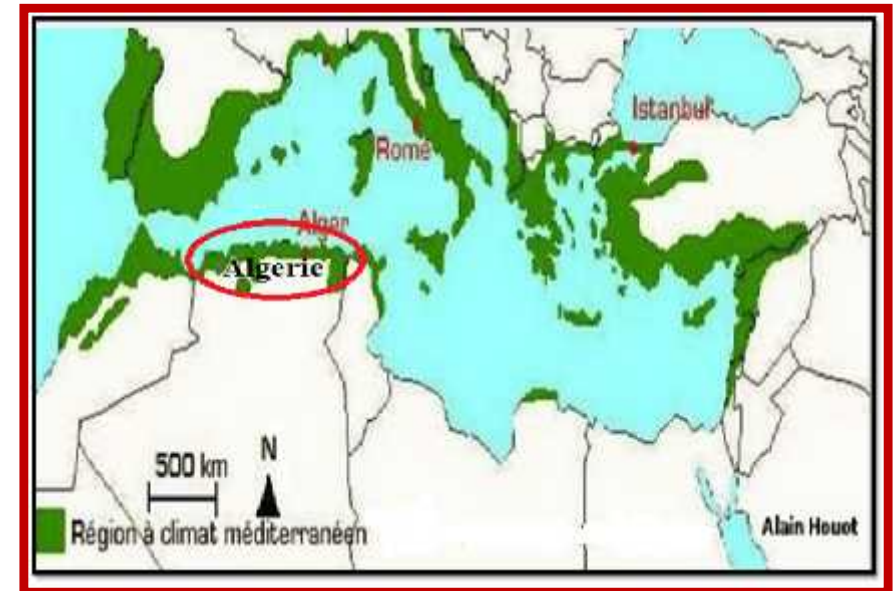 Istanbul
Rome
Alger
Algerie
500 km
N
Région à climat méditerranéen
Alain Houot